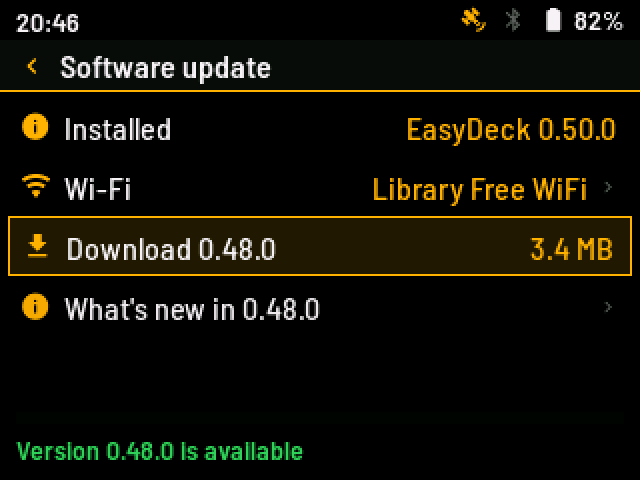 20:46
82%
Software update
Installed
EasyDeck 0.50.0
Wi-Fi
Library Free WiFi
Download 0.48.0
3.4 MB
What's new in 0.48.0
Version 0.48.0 is available